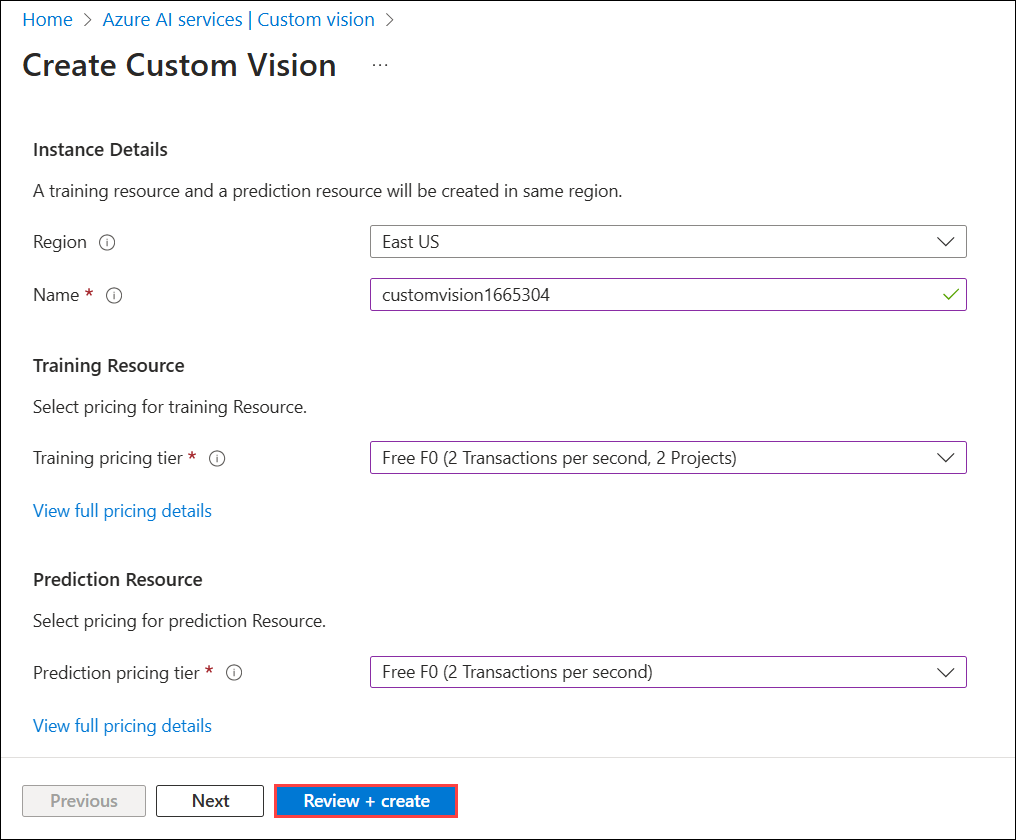 Home > Azure AI services | Custom vision >
Create Custom Vision ...
Instance Details
A training resource and a prediction resource will be created in same region.
Region
East US
Name *
customvision1665304
Training Resource
Select pricing for training Resource.
Training pricing tier *
Free F0 (2 Transactions per second, 2 Projects)
View full pricing details
Prediction Resource
Select pricing for prediction Resource.
Prediction pricing tier *
Free F0 (2 Transactions per second)
View full pricing details
Previous
Next
Review + create